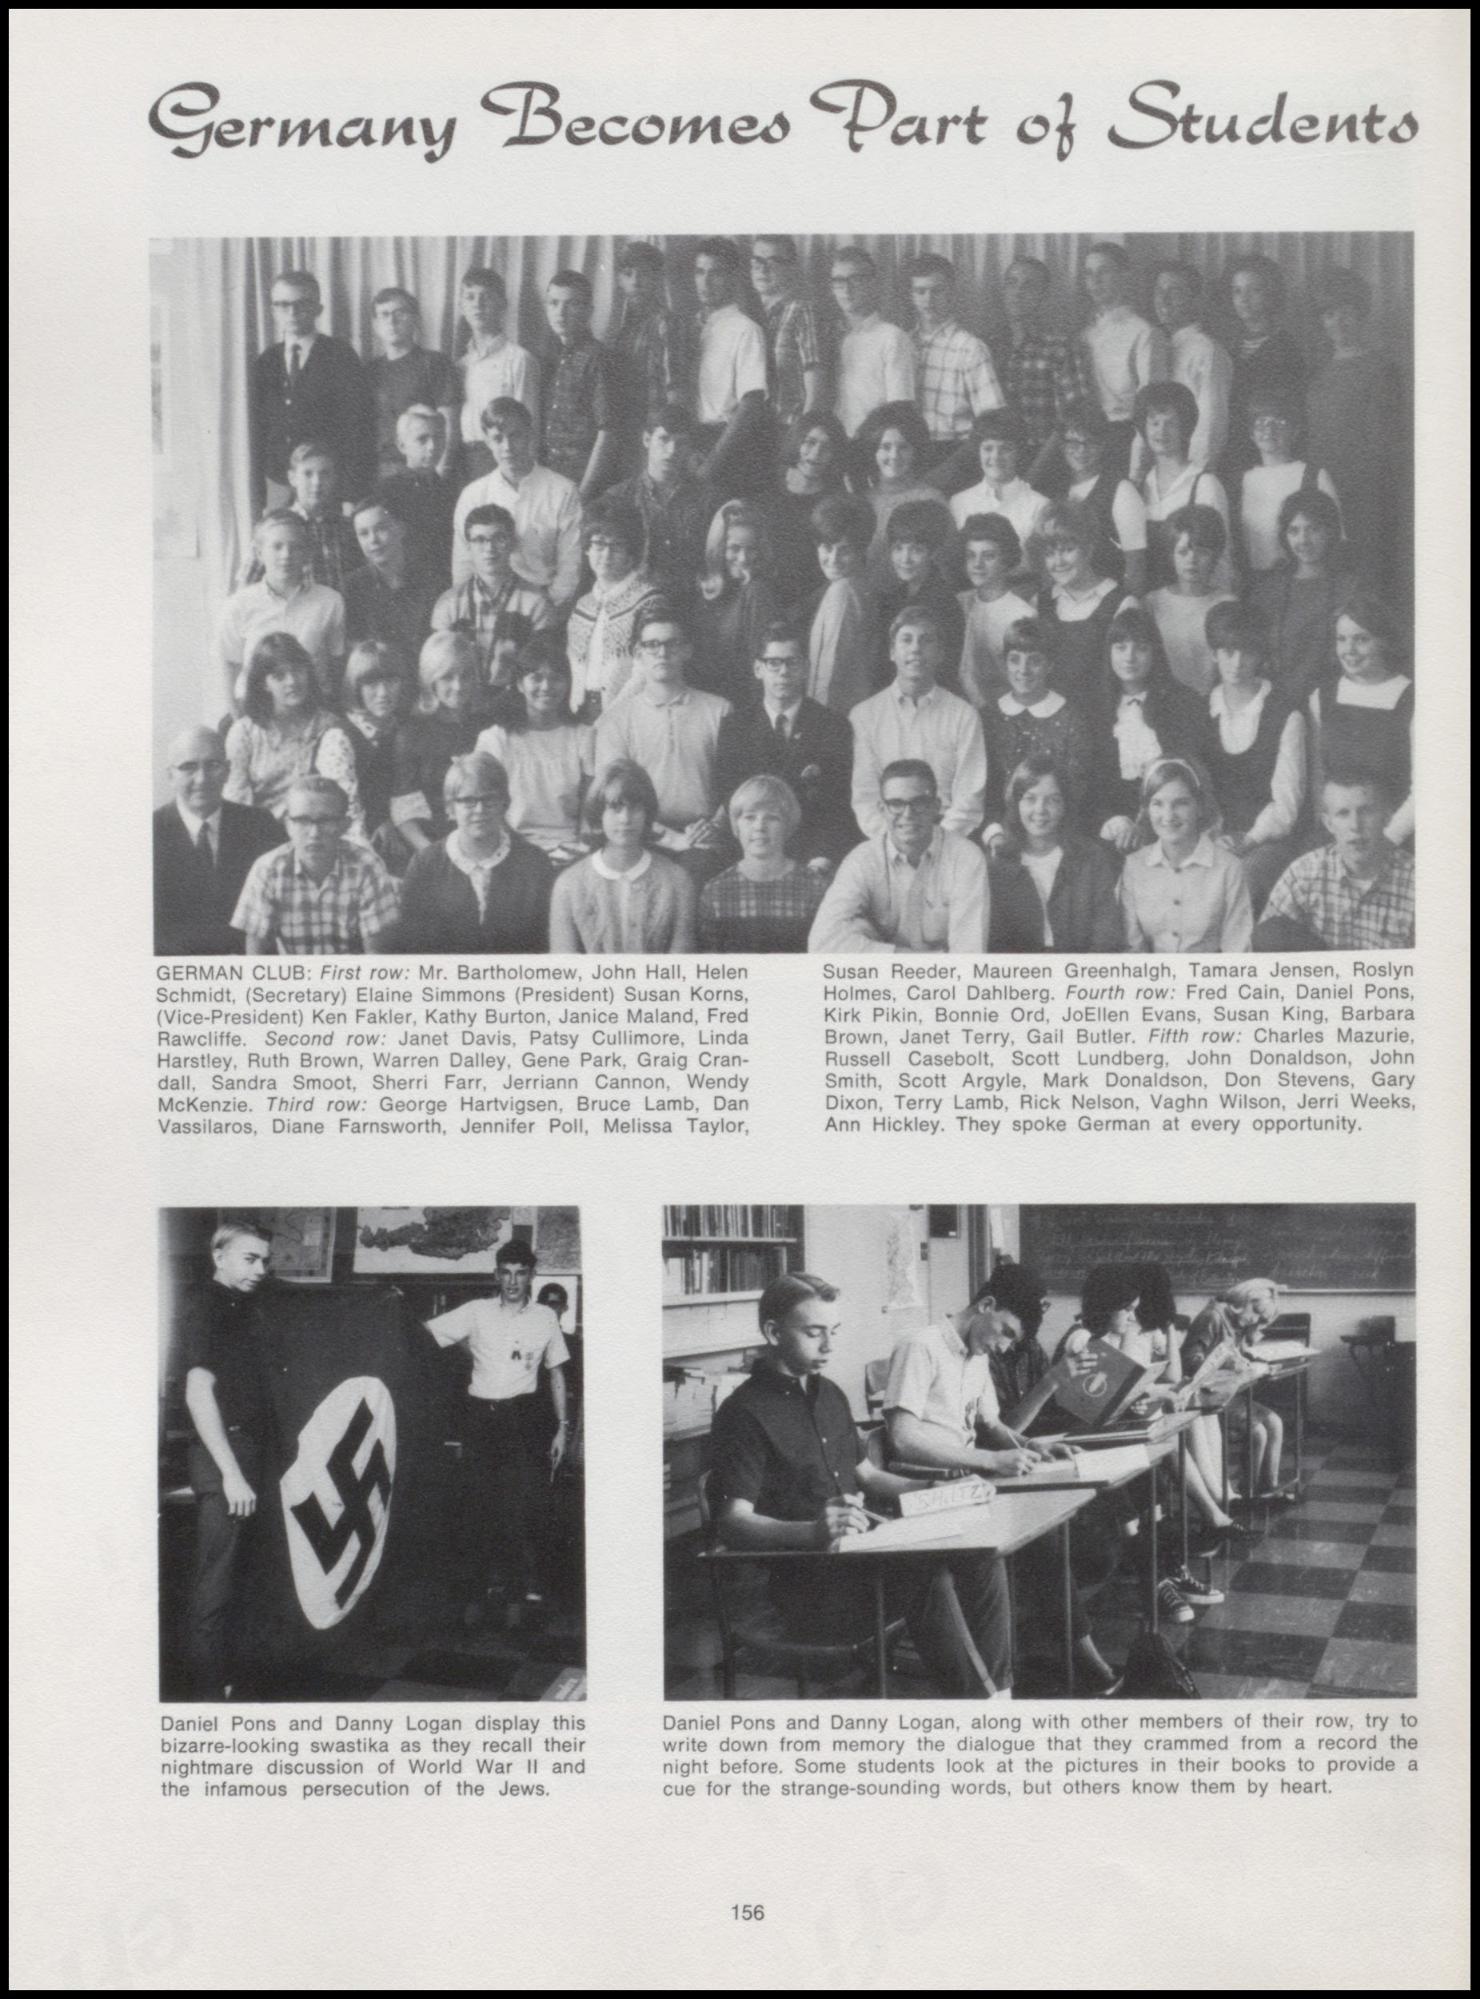 Germany Becomes Part of Students
GERMAN CLUB: First row: Mr. Bartholomew, John Hall, Helen
Schmidt, (Secretary) Elaine Simmons (President) Susan Korns,
(Vice-President) Ken Fakler, Kathy Burton, Janice Maland, Fred
Rawcliffe. Second row: Janet Davis, Patsy Cullimore, Linda
Harstley, Ruth Brown, Warren Dalley, Gene Park, Graig Cran-
dall, Sandra Smoot, Sherri Farr, Jerriann Cannon, Wendy
McKenzie. Third row: George Hartvigsen, Bruce Lamb, Dan
Vassilaros, Diane Farnsworth, Jennifer Poll, Melissa Taylor,
Susan Reeder, Maureen Greenhalgh, Tamara Jensen, Roslyn
Holmes, Carol Dahlberg. Fourth row: Fred Cain, Daniel Pons,
Kirk Pikin, Bonnie Ord, JoEllen Evans, Susan King, Barbara
Brown, Janet Terry, Gail Butler. Fifth row: Charles Mazurie,
Russell Casebolt, Scott Lundberg, John Donaldson, John
Smith, Scott Argyle, Mark Donaldson, Don Stevens, Gary
Dixon, Terry Lamb, Rick Nelson, Vaghn Wilson, Jerri Weeks,
Ann Hickley. They spoke German at every opportunity.
Daniel Pons and Danny Logan display this
bizarre-looking swastika as they recall their
nightmare discussion of World War II and
the infamous persecution of the Jews.
Daniel Pons and Danny Logan, along with other members of their row, try to
write down from memory the dialogue that they crammed from a record the
night before. Some students look at the pictures in their books to provide a
cue for the strange-sounding words, but others know them by heart.
156